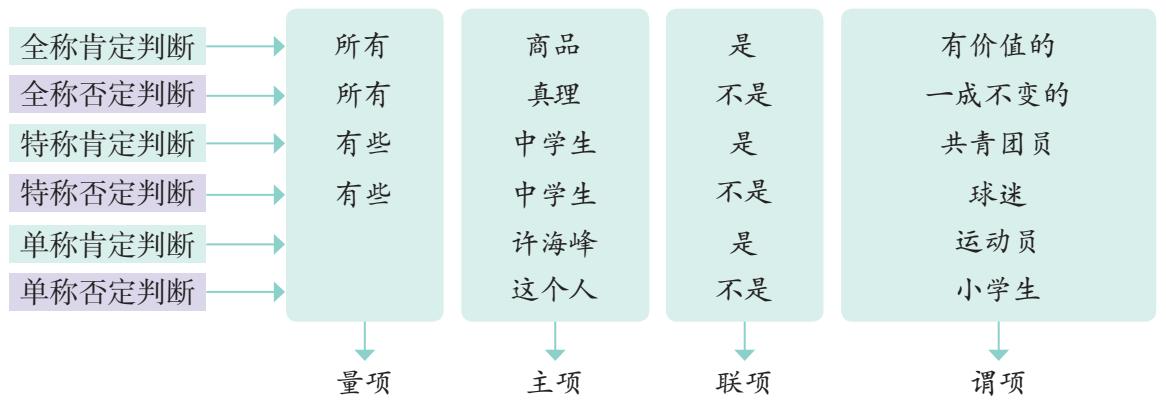 全称肯定判断 所有 商品 是 有价值的
全称否定判断 所有 真理 不是 一成不变的
特称肯定判断 有些 中学生 是 共青团员
特称否定判断 有些 中学生 不是 球迷
单称肯定判断 许海峰 是 运动员
单称否定判断 这个人 不是 小学生
量项 主项 联项 谓项